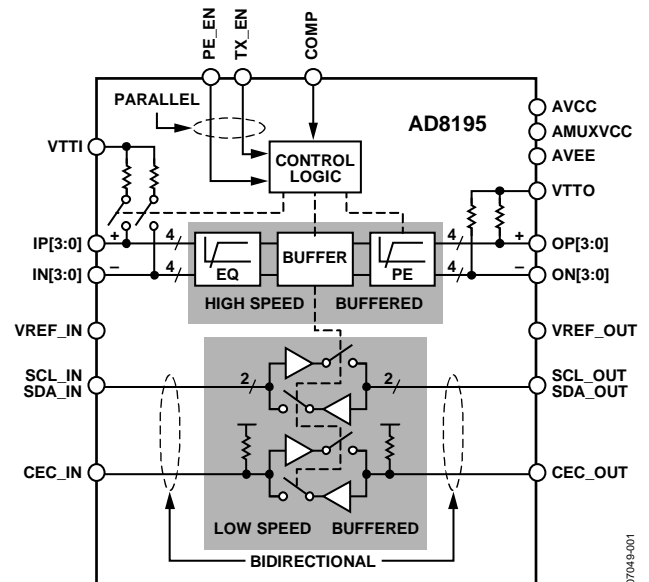 PE_EN
TX_EN
COMP
PARALLEL
AD8195
AVCC
AMUXVCC
AVEE
VTTI
CONTROL
LOGIC
VTTO
IP[3:0]
+
4
4
+
OP[3:0]
IN[3:0]
–
4
EQ
BUFFER
PE
4
–
ON[3:0]
HIGH SPEED
BUFFERED
VREF_IN
VREF_OUT
SCL_IN
SDA_IN
2
2
SCL_OUT
SDA_OUT
CEC_IN
CEC_OUT
LOW SPEED
BUFFERED
BIDIRECTIONAL
07049-001